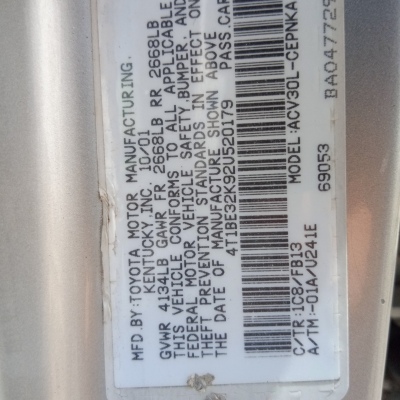 MFD.BY:TOYOTA MOTOR MANUFACTURING.
KENTUCKY,INC. 10/01
GVWR 4134LB GAWR FR 2668LB RR 2668LB
THIS VEHICLE CONFORMS TO ALL APPLICABLE
FEDERAL MOTOR VEHICLE SAFETY,BUMPER, AND
THEFT PREVENTION STANDARDS IN EFFECT ON
THE DATE OF MANUFACTURE SHOWN ABOVE
4T1BE32K92U520179 PASS.CAR
C/TR:1C8/FB13 MODEL:ACV30L-CEPNKA
A/TM:-01A/U241E 69053 BA047729